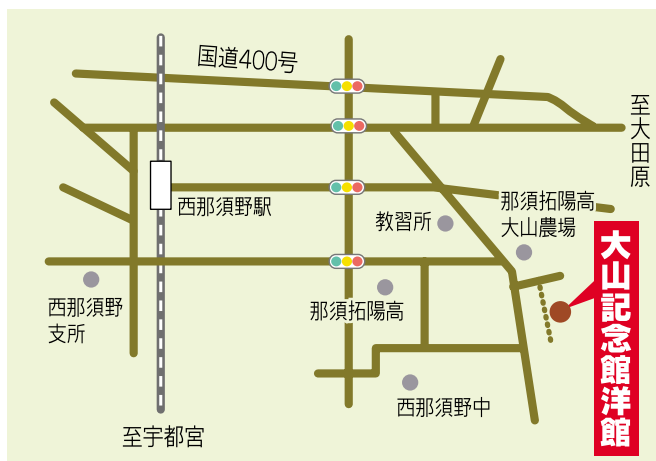 国道400号
至大田原
西那須野駅
那須拓陽高
大山農場
教習所
大山記念館洋館
西那須野
支所
那須拓陽高
西那須野中
至宇都宮